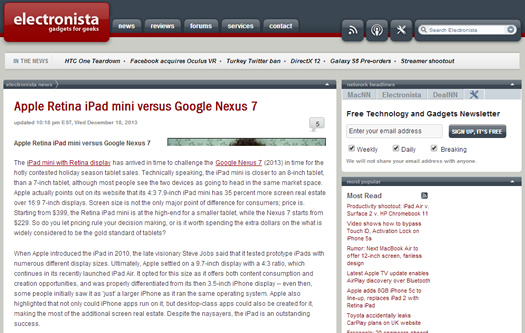 electronista
gadgets for geeks
news
reviews
forums
services
contact
Search Electronista
IN THE NEWS
HTC One Teardown • Facebook acquires Oculus VR • Turkey Twitter ban • DirectX 12 • Galaxy S5 Pre-orders • Streamer shootout
electronista news
Apple Retina iPad mini versus Google Nexus 7
updated 10:18 pm EST, Wed December 18, 2013
5
Apple Retina iPad mini versus Google Nexus 7
The iPad mini with Retina display has arrived in time to challenge the Google Nexus 7 (2013) in time for the
hotly contested holiday season tablet sales. Technically speaking, the iPad mini is closer to an 8-inch tablet,
than a 7-inch tablet, although most people see the two devices as going to head in the same market space.
Apple actually points out on its website that its 4:3 7.9-inch iPad mini has 35 percent more screen real estate
over 16:9 7-inch displays. Screen size is not the only major point of difference for consumers; price is.
Starting from $399, the Retina iPad mini is at the high-end for a smaller tablet, while the Nexus 7 starts from
$229. So do you let pricing rule your decision making, or is it worth spending the extra dollars on the what is
widely considered to be the gold standard of tablets?
When Apple introduced the iPad in 2010, the late visionary Steve Jobs said that it tested prototype iPads with
numerous different display sizes. Ultimately, Apple settled on a 9.7-inch display with a 4:3 ratio, which
continues in its recently launched iPad Air. It opted for this size as it offers both content consumption and
creation opportunities, and was properly differentiated from its then 3.5-inch iPhone display -- even then,
some people initially saw it as 'just' a larger iPhone as it ran the same operating system. Apple also
highlighted that not only could iPhone apps run on it, but desktop-class apps could also be created for it,
making the most of the additional screen real estate. Despite the naysayers, the iPad is an outstanding
success.
network headlines
MacNN
Electronista
DealNN
Free Technology and Gadgets Newsletter
Enter your email address
SIGN UP, IT'S FREE
Weekly
Daily
Breaking
We will not share your email address with anyone.
most popular
Most Read
Productivity shootout: iPad Air v.
Surface 2 v. HP Chromebook 11
Video shows how to bypass
Touch ID, Activation Lock on
iPhone 5s
Rumor: Next MacBook Air to
offer 12-inch screen, fanless
design
Latest Apple TV update enables
AirPlay discovery over Bluetooth
Apple adds 8GB iPhone 5c to
line-up, replaces iPad 2 with
Retina iPad
Toyota accidentally leaks
CarPlay plans on UK website